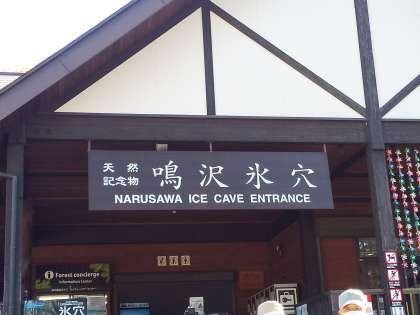 天然
記念物
鳴沢氷穴
NARUSAWA ICE CAVE ENTRANCE
i Forest concierge
Information Center
氷穴